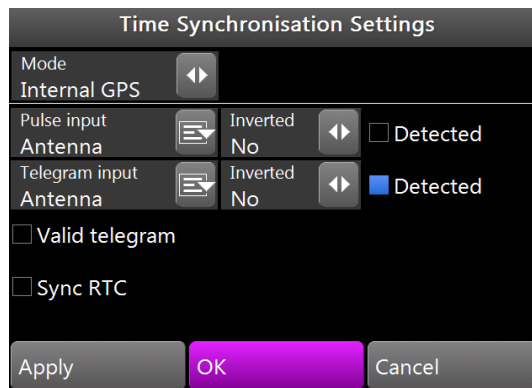 Time Synchronisation Settings
Mode
Internal GPS
Pulse input
Antenna
Inverted
No
Detected
Telegram input
Antenna
Inverted
No
Detected
Valid telegram
Sync RTC
Apply
OK
Cancel